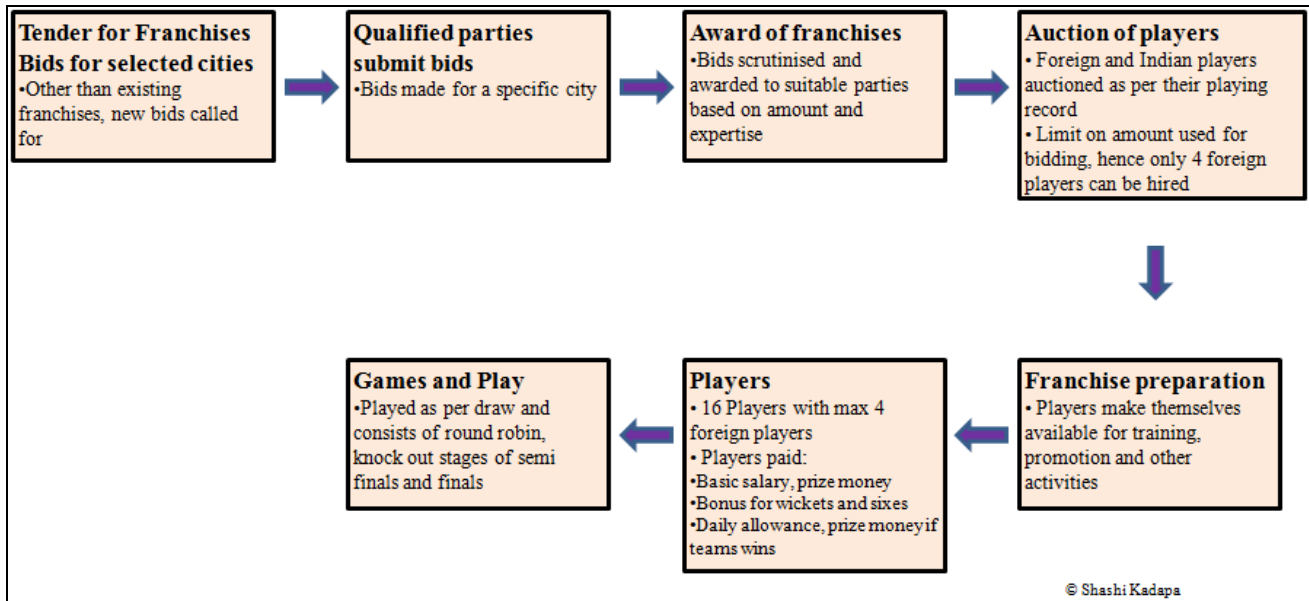 Tender for Franchises
Bids for selected cities
•Other than existing
franchises, new bids called
for
Qualified parties
submit bids
•Bids made for a specific city
Award of franchises
•Bids scrutinised and
awarded to suitable parties
based on amount and
expertise
Auction of players
• Foreign and Indian players
auctioned as per their playing
record
• Limit on amount used for
bidding, hence only 4 foreign
players can be hired
Franchise preparation
• Players make themselves
available for training,
promotion and other
activities
Players
• 16 Players with max 4
foreign players
• Players paid:
•Basic salary, prize money
•Bonus for wickets and sixes
•Daily allowance, prize money if
teams wins
Games and Play
•Played as per draw and
consists of round robin,
knock out stages of semi
finals and finals
© Shashi Kadapa